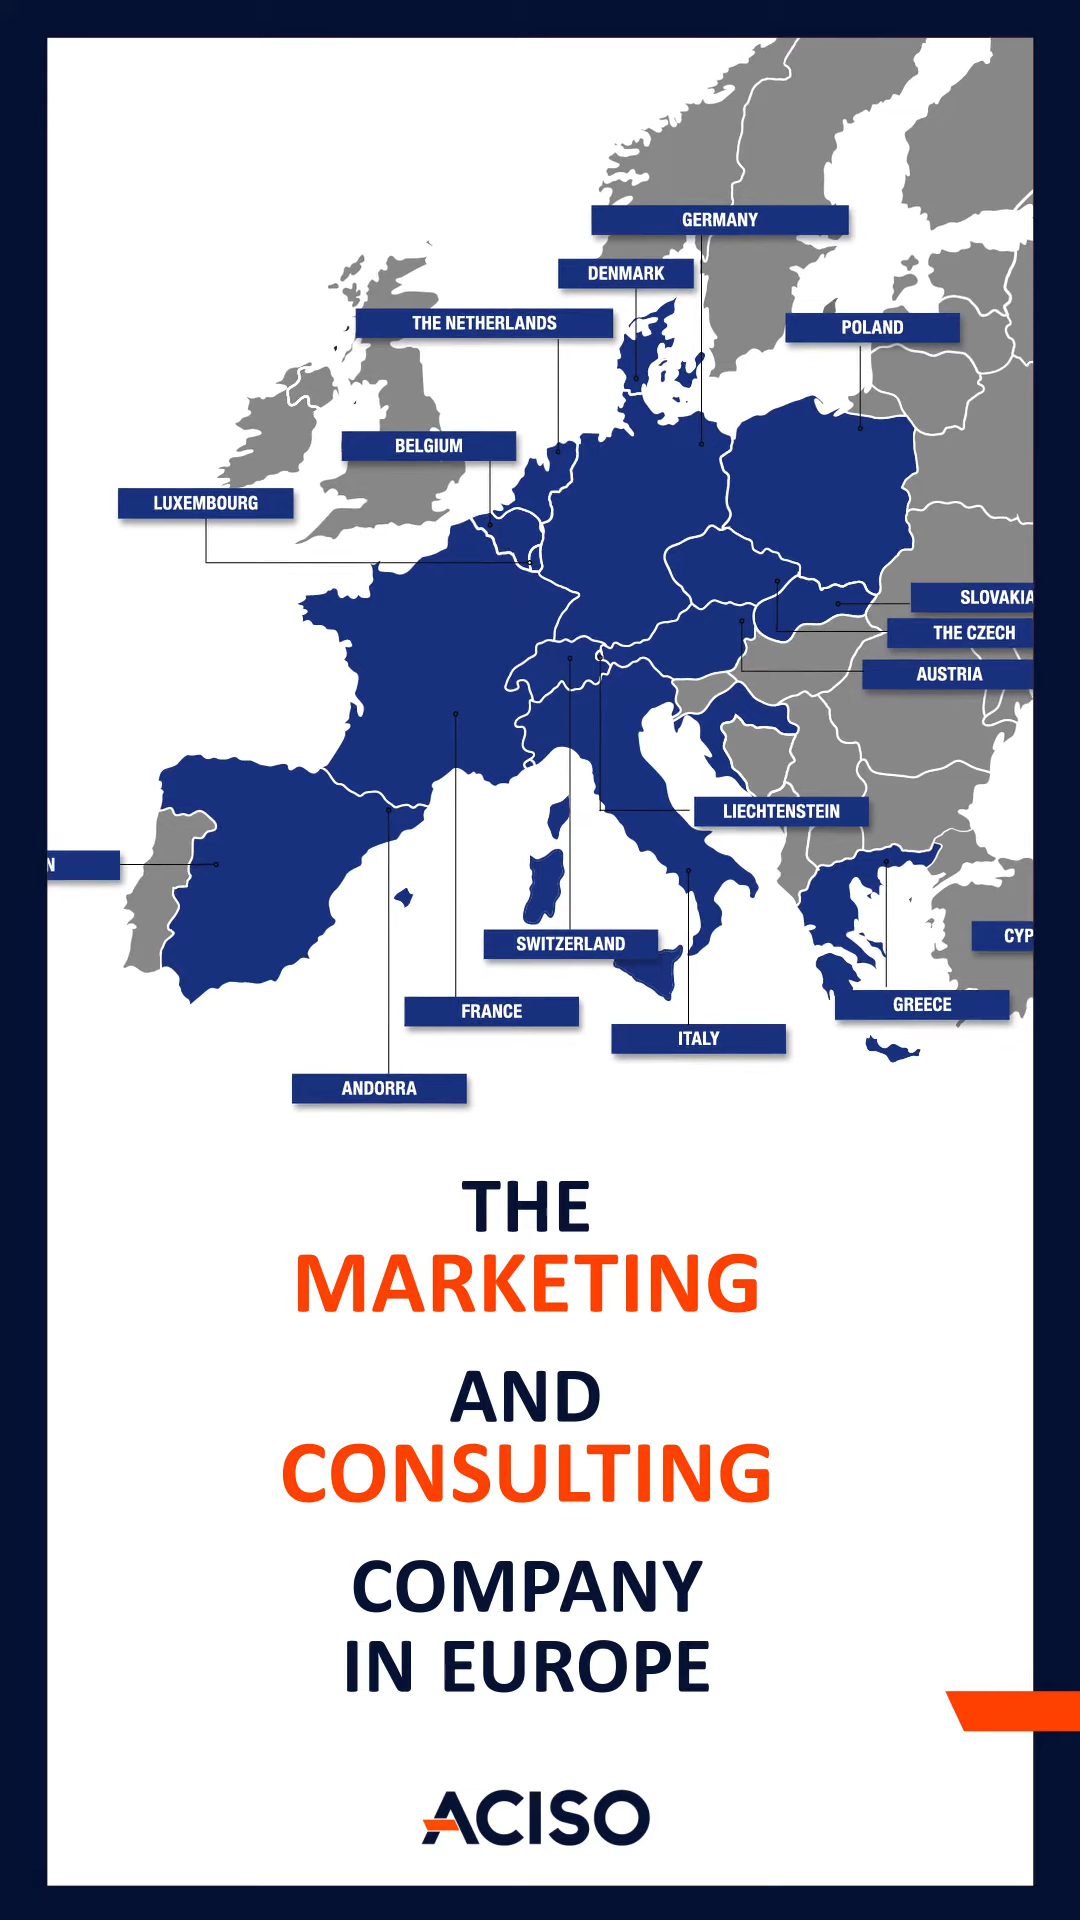 GERMANY
DENMARK
THE NETHERLANDS
POLAND
BELGIUM
LUXEMBOURG
SLOVAKIA
THE CZECH
AUSTRIA
LIECHTENSTEIN
N
CYP
SWITZERLAND
GREECE
FRANCE
ITALY
ANDORRA
THE
MARKETING
AND
CONSULTING
COMPANY
IN EUROPE
ACISO